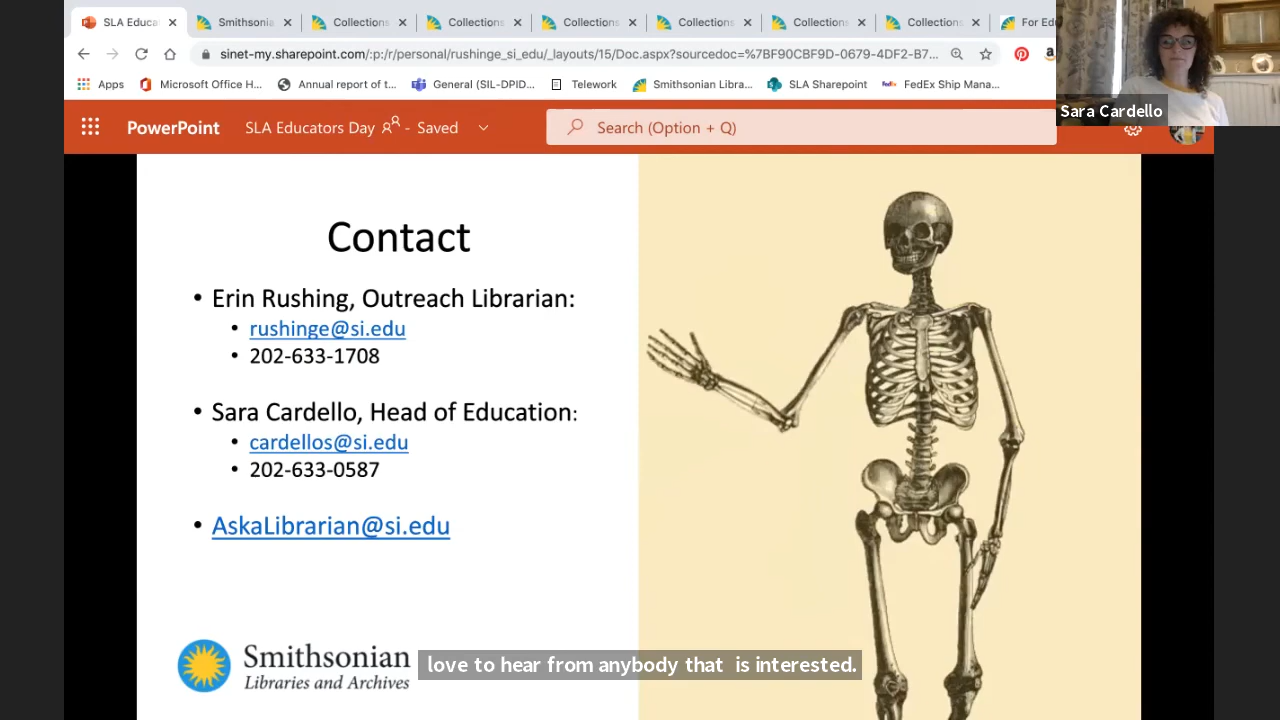 SLA Educa
Smithsonia
Collections
Collections
Collections
Collections
Collections
Collections
For Ed
sinet-my.sharepoint.com/:p:/r/personal/rushinge_si_edu/_layouts/15/Doc.aspx?sourcedoc=%7BF90CBF9D-0679-4DF2-B7...
Apps
Microsoft Office H...
Annual report of t...
General (SIL-DPID...
Telework
Smithsonian Libra...
SLA Sharepoint
FedEx Ship Mana...
Sara Cardello
PowerPoint
SLA Educators Day - Saved
Search (Option + Q)
Contact
• Erin Rushing, Outreach Librarian:
• rushinge@si.edu
• 202-633-1708
• Sara Cardello, Head of Education:
• cardellos@si.edu
• 202-633-0587
• AskaLibrarian@si.edu
Smithsonian
Libraries and Archives
love to hear from anybody that is interested.